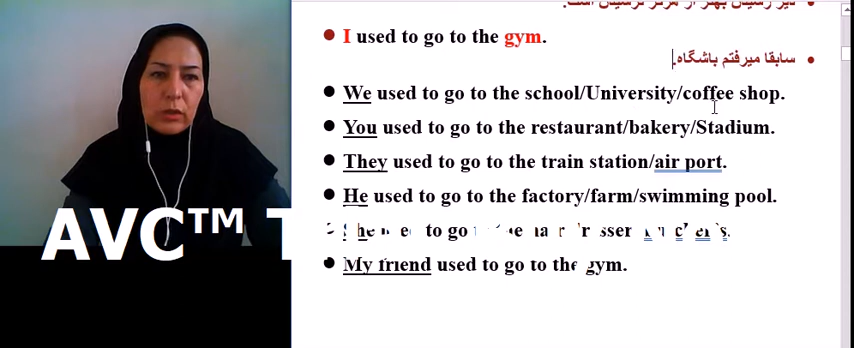 I used to go to the gym.
سابقا میرفتم باشگاه.
We used to go to the school/University/coffee shop.
You used to go to the restaurant/bakery/Stadium.
They used to go to the train station/air port.
He used to go to the factory/farm/swimming pool.
to go
My friend used to go to the gym.
AVC™ T